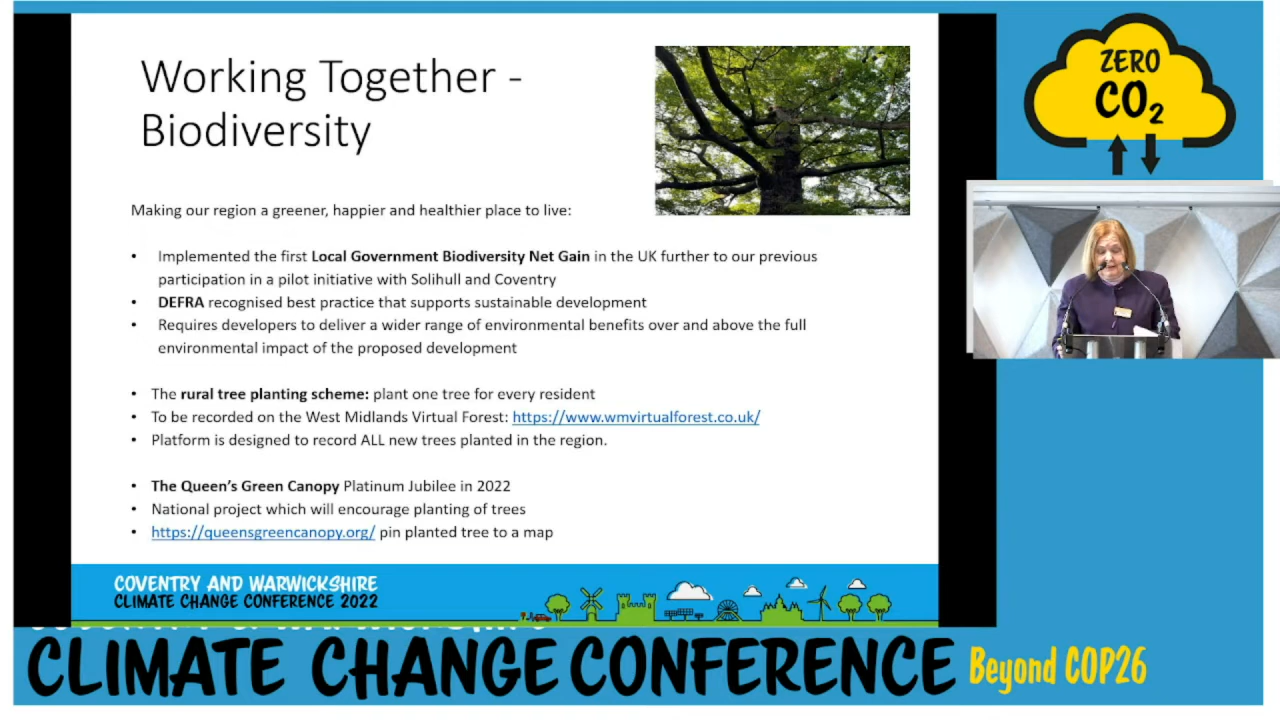 Working Together -
Biodiversity
Making our region a greener, happier and healthier place to live:
• Implemented the first Local Government Biodiversity Net Gain in the UK further to our previous
participation in a pilot initiative with Solihull and Coventry
• DEFRA recognised best practice that supports sustainable development
• Requires developers to deliver a wider range of environmental benefits over and above the full
environmental impact of the proposed development
• The rural tree planting scheme: plant one tree for every resident
• To be recorded on the West Midlands Virtual Forest: https://www.wmvirtualforest.co.uk/
• Platform is designed to record ALL new trees planted in the region.
• The Queen's Green Canopy Platinum Jubilee in 2022
• National project which will encourage planting of trees
• https://queensgreencanopy.org/ pin planted tree to a map
COVENTRY AND WARWICKSHIRE
CLIMATE CHANGE CONFERENCE 2022
ZERO
CO₂
CLIMATE CHANGE CONFERENCE Beyond COP26